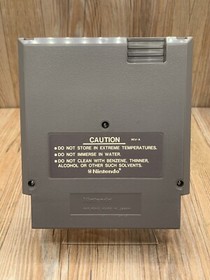 CAUTION
● DO NOT STORE IN EXTREME TEMPERATURES.
● DO NOT IMMERSE IN WATER.
● DO NOT CLEAN WITH BENZENE, THINNER,
ALCOHOL OR OTHER SUCH SOLVENTS.
Nintendo®